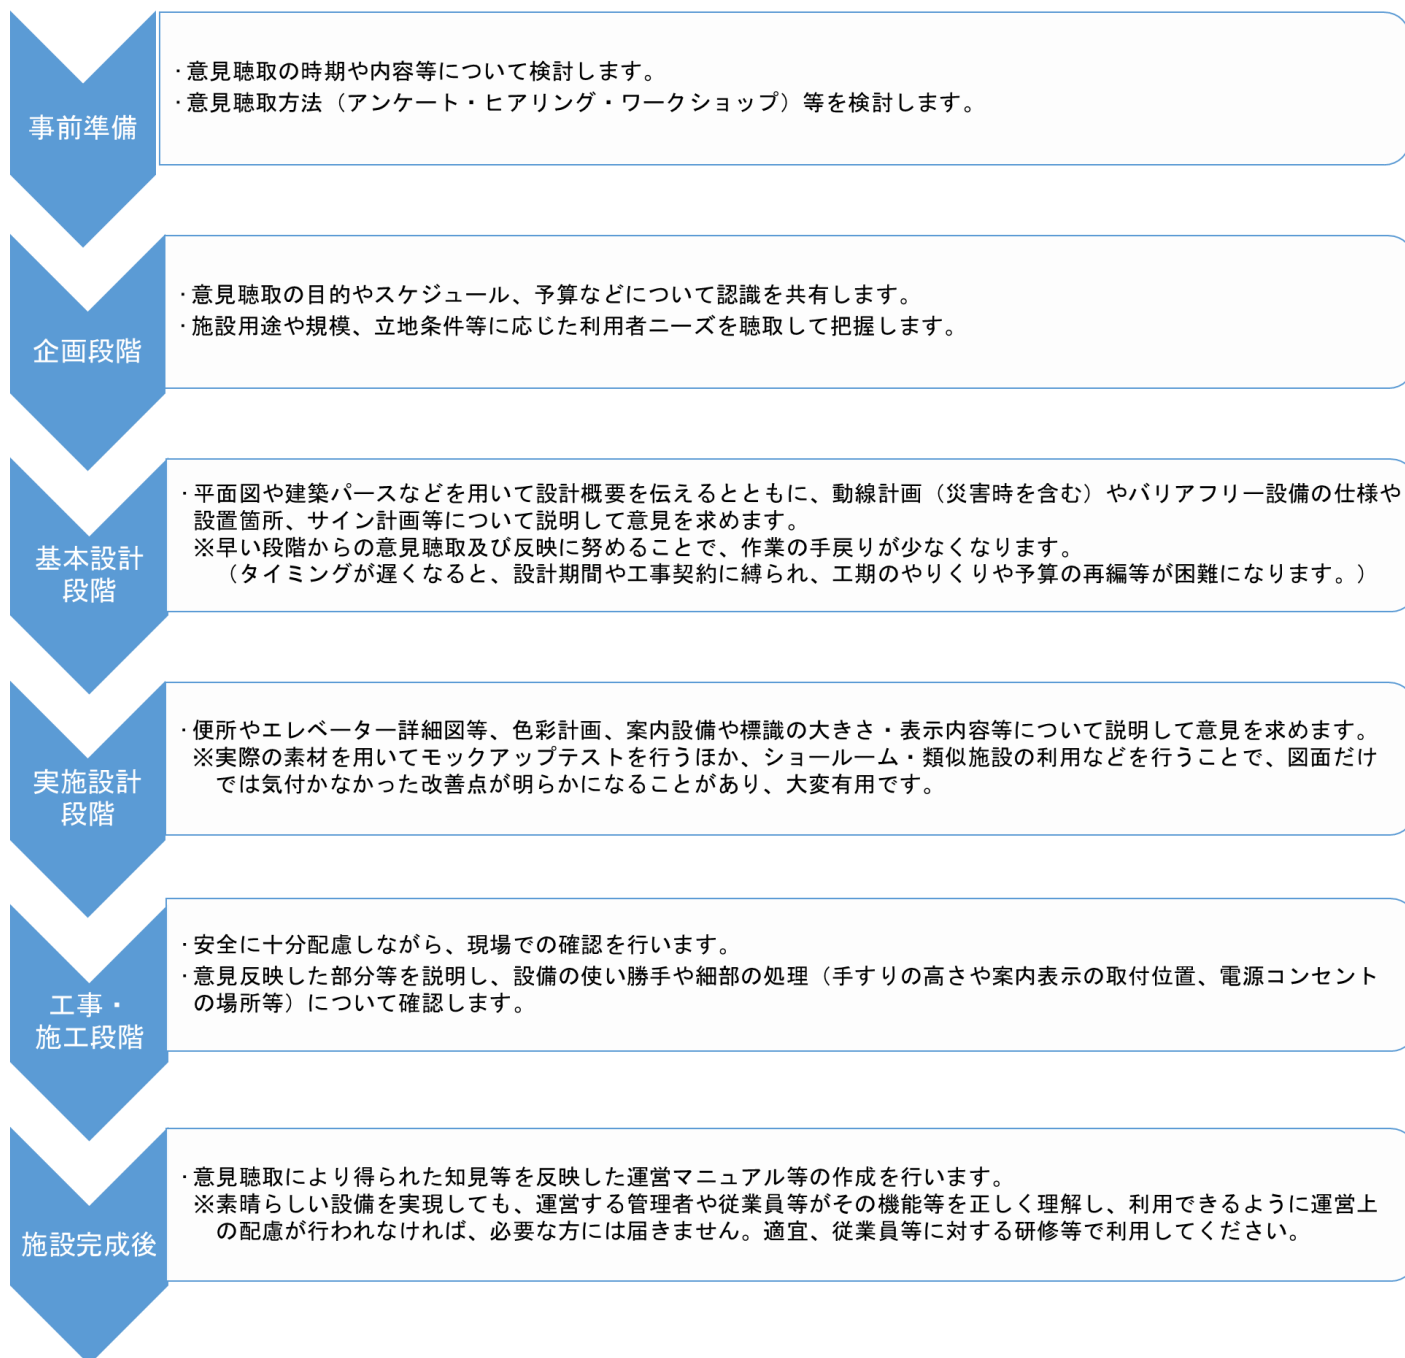 事前準備
・意見聴取の時期や内容等について検討します。
・意見聴取方法（アンケート・ヒアリング・ワークショップ）等を検討します。
企画段階
・意見聴取の目的やスケジュール、予算などについて認識を共有します。
・施設用途や規模、立地条件等に応じた利用者ニーズを聴取して把握します。
基本設計
段階
・平面図や建築パースなどを用いて設計概要を伝えるとともに、動線計画（災害時を含む）やバリアフリー設備の仕様や
設置箇所、サイン計画等について説明して意見を求めます。
※早い段階からの意見聴取及び反映に努めることで、作業の手戻りが少なくなります。
（タイミングが遅くなると、設計期間や工事契約に縛られ、工期のやりくりや予算の再編等が困難になります。）
実施設計
段階
・便所やエレベーター詳細図等、色彩計画、案内設備や標識の大きさ・表示内容等について説明して意見を求めます。
※実際の素材を用いてモックアップテストを行うほか、ショールーム・類似施設の利用などを行うことで、図面だけ
では気付かなかった改善点が明らかになることがあり、大変有用です。
工事・
施工段階
・安全に十分配慮しながら、現場での確認を行います。
・意見反映した部分等を説明し、設備の使い勝手や細部の処理（手すりの高さや案内表示の取付位置、電源コンセント
の場所等）について確認します。
施設完成後
・意見聴取により得られた知見等を反映した運営マニュアル等の作成を行います。
※素晴らしい設備を実現しても、運営する管理者や従業員等がその機能等を正しく理解し、利用できるように運営上
の配慮が行われなければ、必要な方には届きません。適宜、従業員等に対する研修等で利用してください。